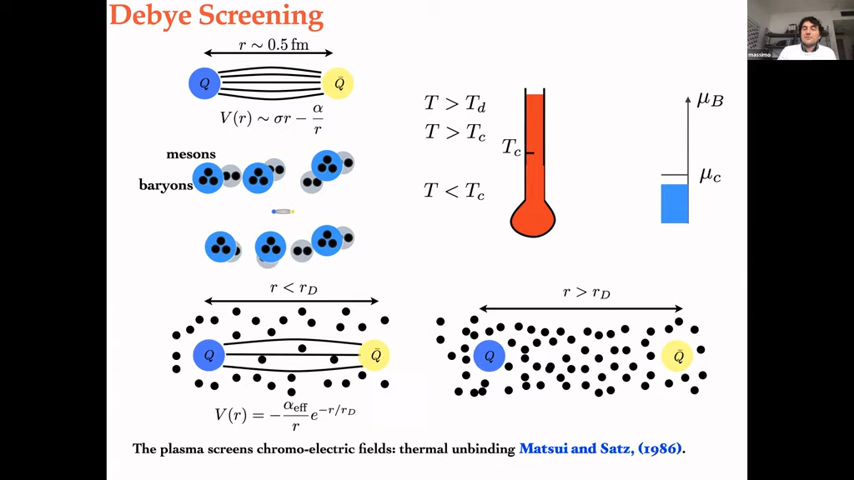 Debye Screening
r ∼ 0.5 fm
Q Q̄
V(r) ∼ σr − α/r
mesons
baryons
T > T_d
T > T_c
T_c
T < T_c
μ_B
μ_c
massimo
r < r_D
Q Q̄
V(r) = −α_eff/r e^{−r/r_D}
r > r_D
Q Q̄
The plasma screens chromo-electric fields: thermal unbinding Matsui and Satz, (1986).